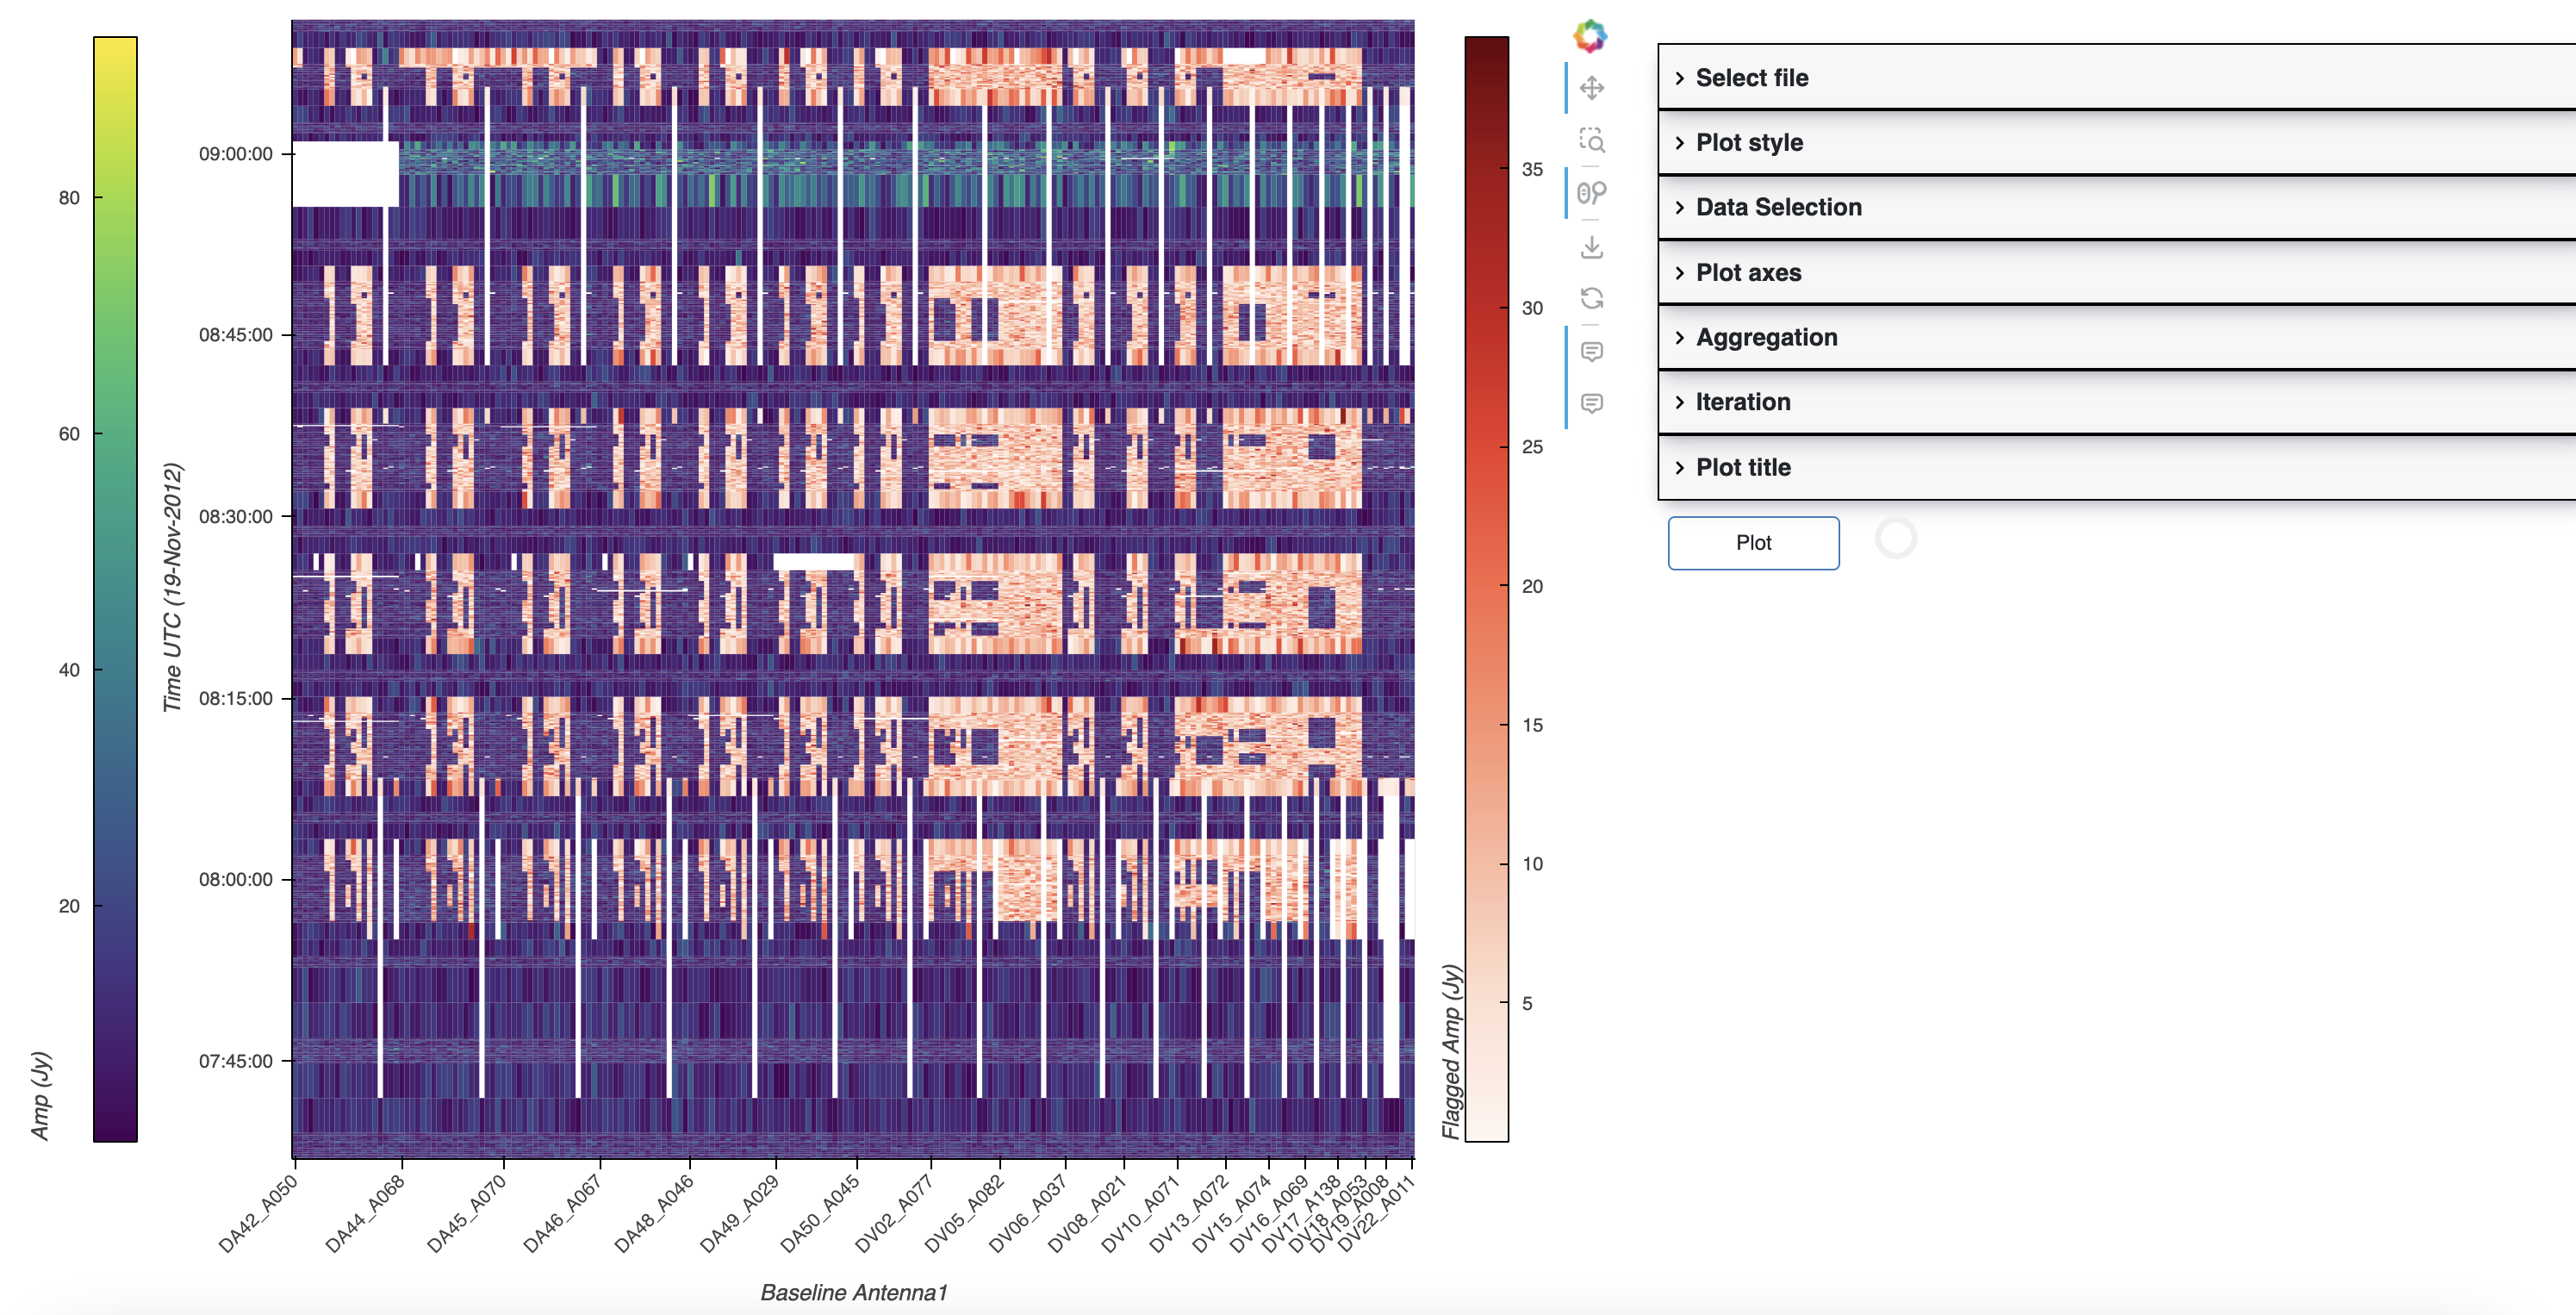 80
60
40
20
Amp (Jy)
Time UTC (19-Nov-2012)
09:00:00
08:45:00
08:30:00
08:15:00
08:00:00
07:45:00
DA42_A050
DA44_A068
DA45_A070
DA46_A067
DA48_A046
DA49_A029
DA50_A045
DV02_A077
DV05_A082
DV06_A037
DV08_A021
DV10_A071
DV13_A072
DV15_A074
DV16_A069
DV17_A138
DV18_A053
DV19_A008
DV22_A011
Baseline Antenna1
35
30
25
20
15
10
5
Flagged Amp (Jy)
Select file
Plot style
Data Selection
Plot axes
Aggregation
Iteration
Plot title
Plot